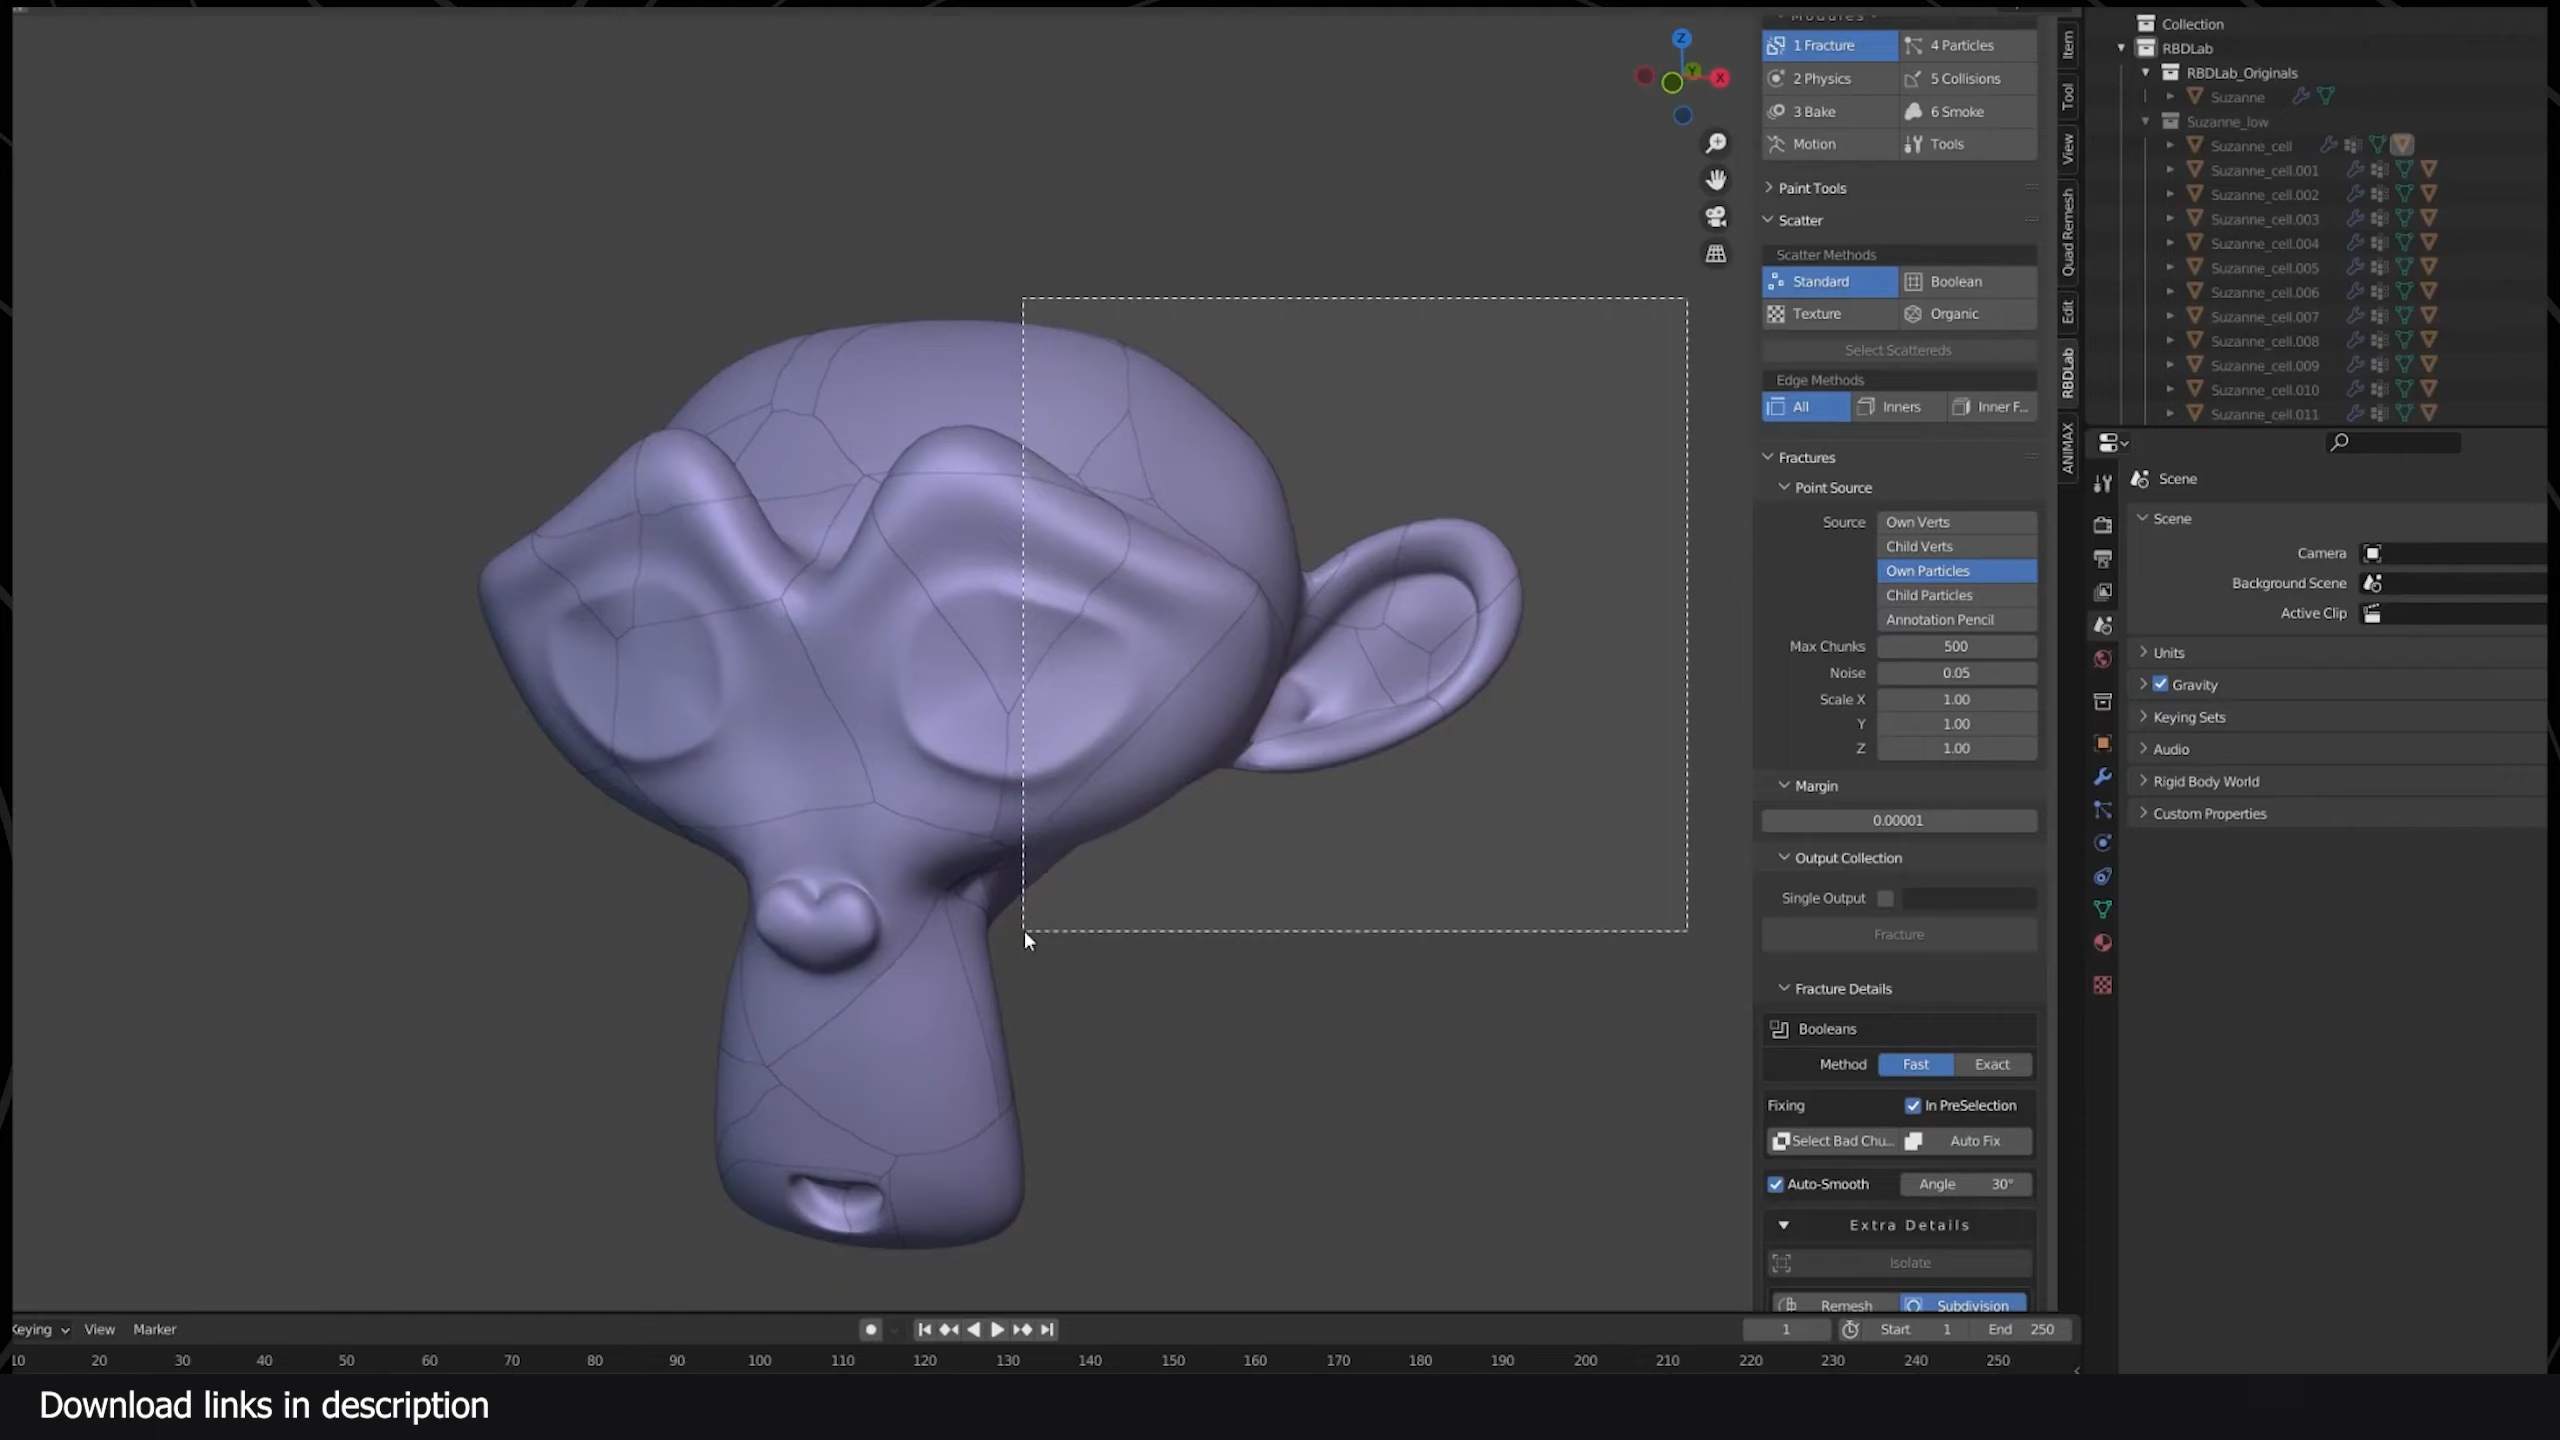 Modules
1 Fracture
4 Particles
2 Physics
5 Collisions
3 Bake
6 Smoke
Motion
Tools
Paint Tools
Scatter
Scatter Methods
Standard
Boolean
Texture
Organic
Select Scattereds
Edge Methods
All
Inners
Inner F...
Fractures
Point Source
Source
Own Verts
Child Verts
Own Particles
Child Particles
Annotation Pencil
Max Chunks 500
Noise 0.05
Scale X 1.00
Y 1.00
Z 1.00
Margin
0.00001
Output Collection
Single Output
Fracture
Fracture Details
Booleans
Method Fast Exact
Fixing In PreSelection
Select Bad Chu... Auto Fix
Auto-Smooth Angle 30°
Extra Details
Isolate
Remesh Subdivision
Item
Tool
View
Quad Remesh
Edit
RBDLab
ANIMAX
Z
Y
X
Collection
RBDLab
RBDLab_Originals
Suzanne
Suzanne_low
Suzanne_cell
Suzanne_cell.001
Suzanne_cell.002
Suzanne_cell.003
Suzanne_cell.004
Suzanne_cell.005
Suzanne_cell.006
Suzanne_cell.007
Suzanne_cell.008
Suzanne_cell.009
Suzanne_cell.010
Suzanne_cell.011
Scene
Scene
Camera
Background Scene
Active Clip
Units
Gravity
Keying Sets
Audio
Rigid Body World
Custom Properties
Keying View Marker 1 Start 1 End 250
10 20 30 40 50 60 70 80 90 100 110 120 130 140 150 160 170 180 190 200 210 220 230 240 250
Download links in description